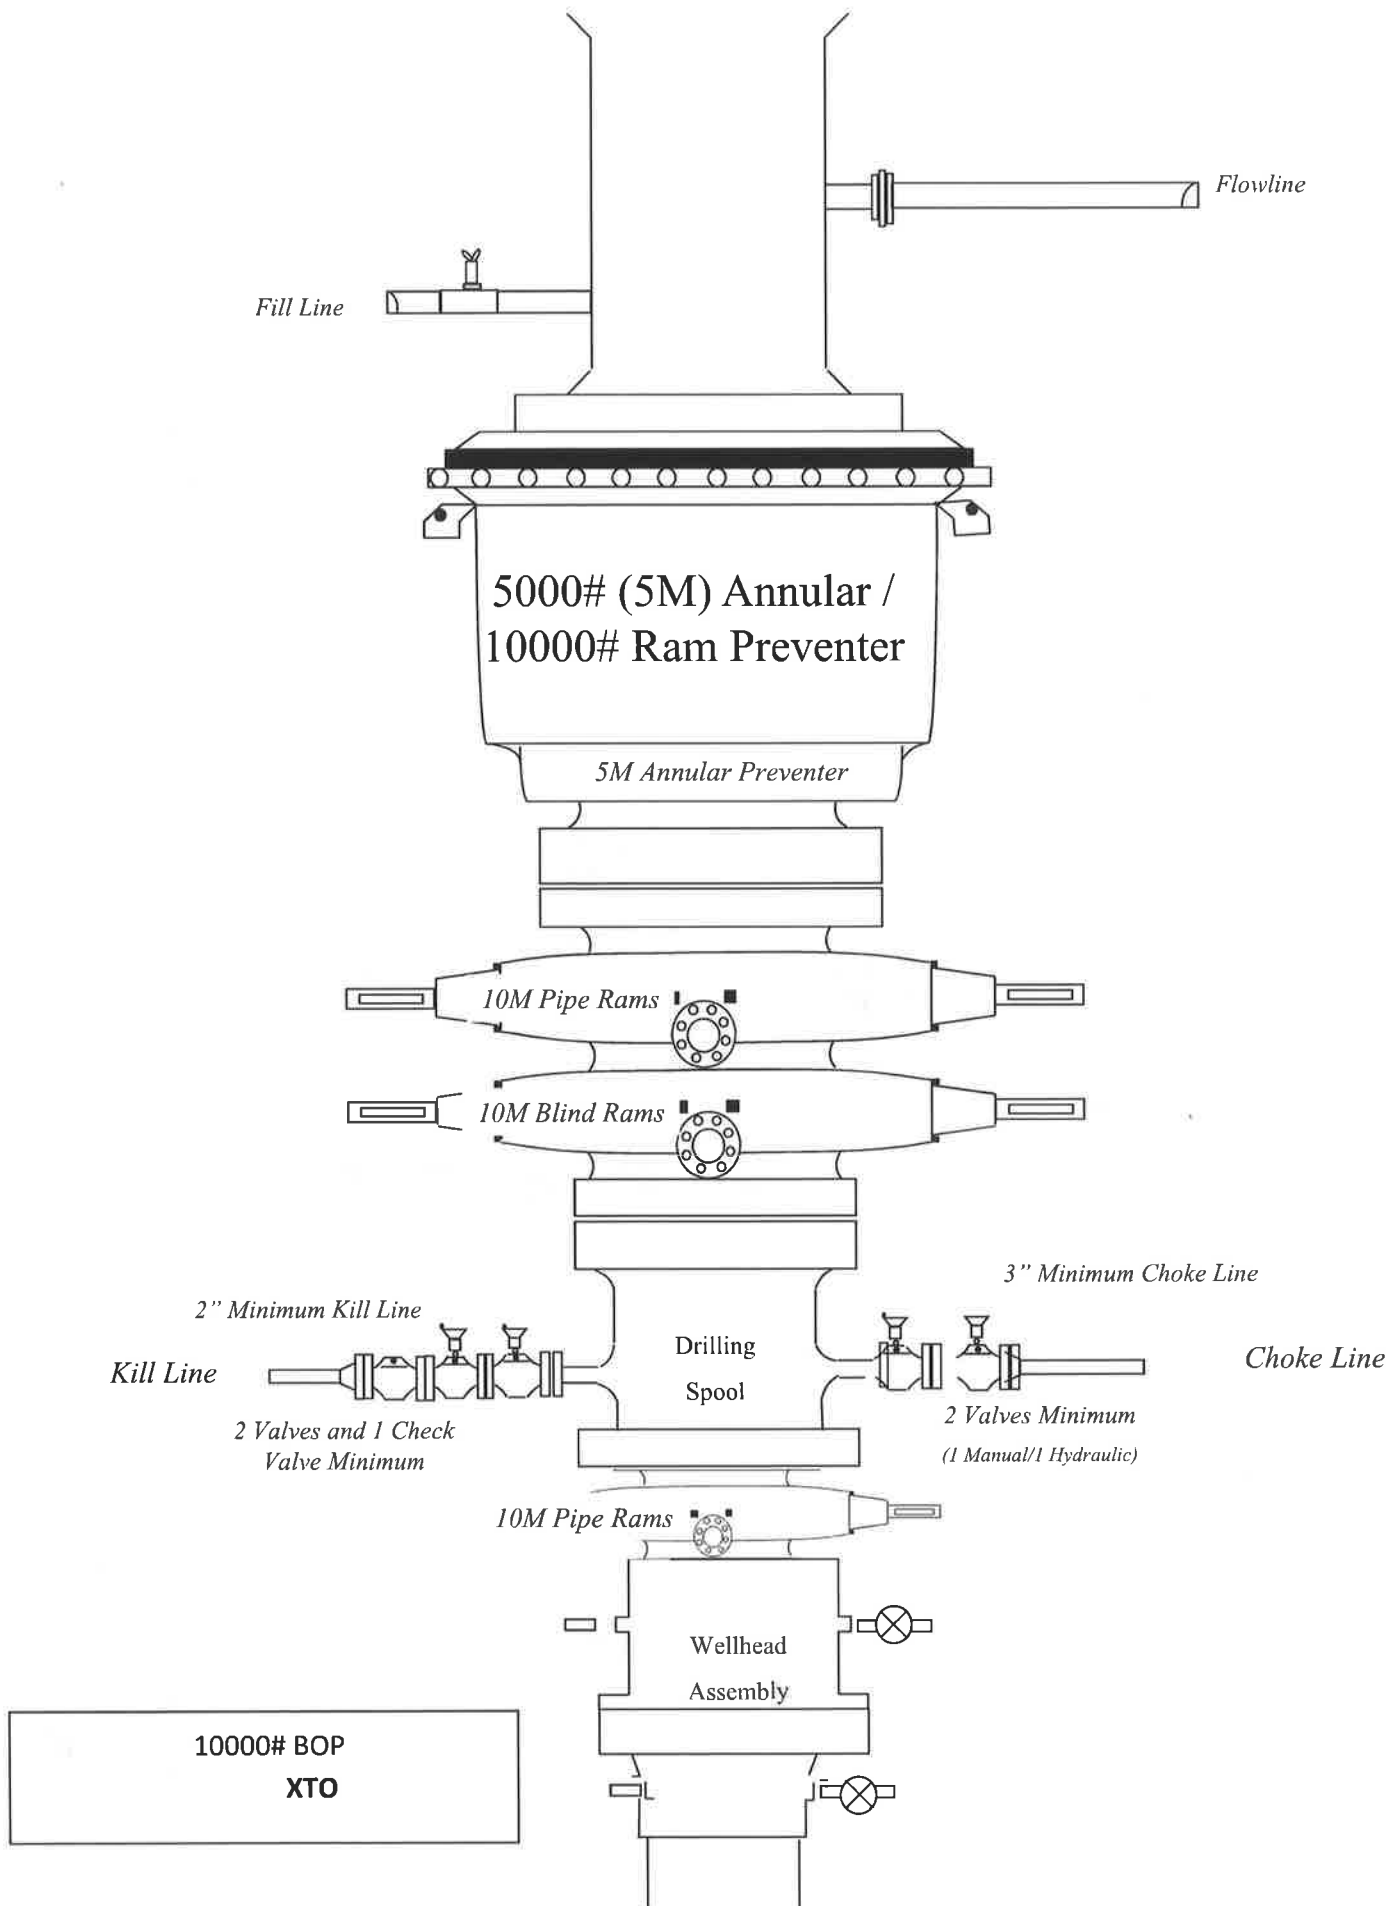 Flowline
Fill Line
5000# (5M) Annular /
10000# Ram Preventer
5M Annular Preventer
10M Pipe Rams
10M Blind Rams
3” Minimum Choke Line
2” Minimum Kill Line
Drilling
Spool
Kill Line
Choke Line
2 Valves and 1 Check
Valve Minimum
2 Valves Minimum
(1 Manual/1 Hydraulic)
10M Pipe Rams
Wellhead
Assembly
10000# BOP
XTO